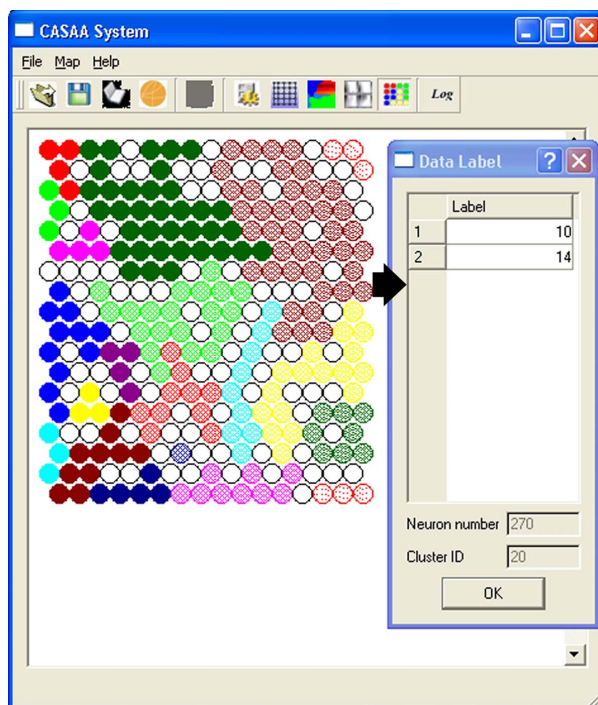 CASAA System
File Map Help
Log
Data Label
Label
1 10
2 14
Neuron number 270
Cluster ID 20
OK